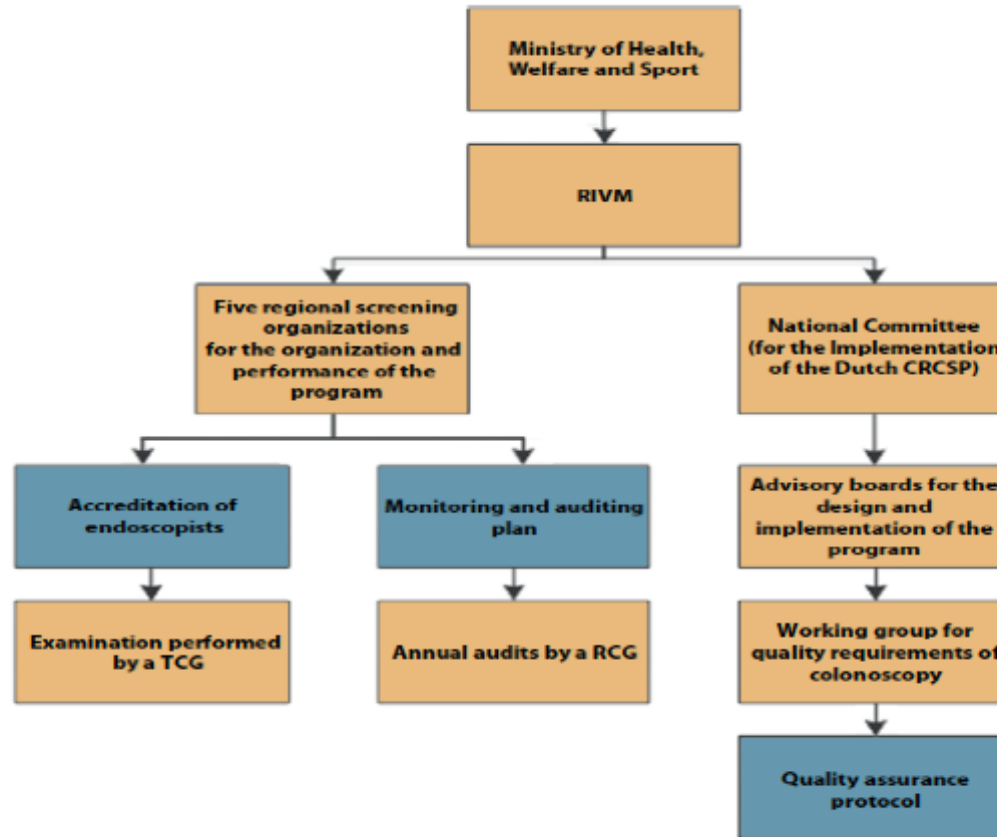 Ministry of Health,
Welfare and Sport
RIVM
Five regional screening
organizations
for the organization and
performance of the
program
National Committee
(for the Implementation
of the Dutch CRCSP)
Accreditation of
endoscopists
Monitoring and auditing
plan
Advisory boards for the
design and
implementation of the
program
Examination performed
by a TCG
Annual audits by a RCG
Working group for
quality requirements of
colonoscopy
Quality assurance
protocol